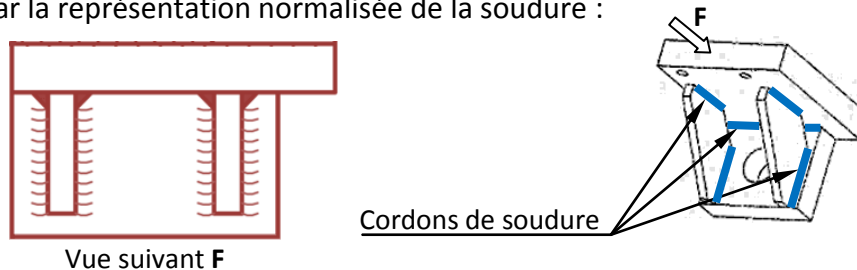 ar la représentation normalisée de la soudure :
F
Cordons de soudure
Vue suivant F